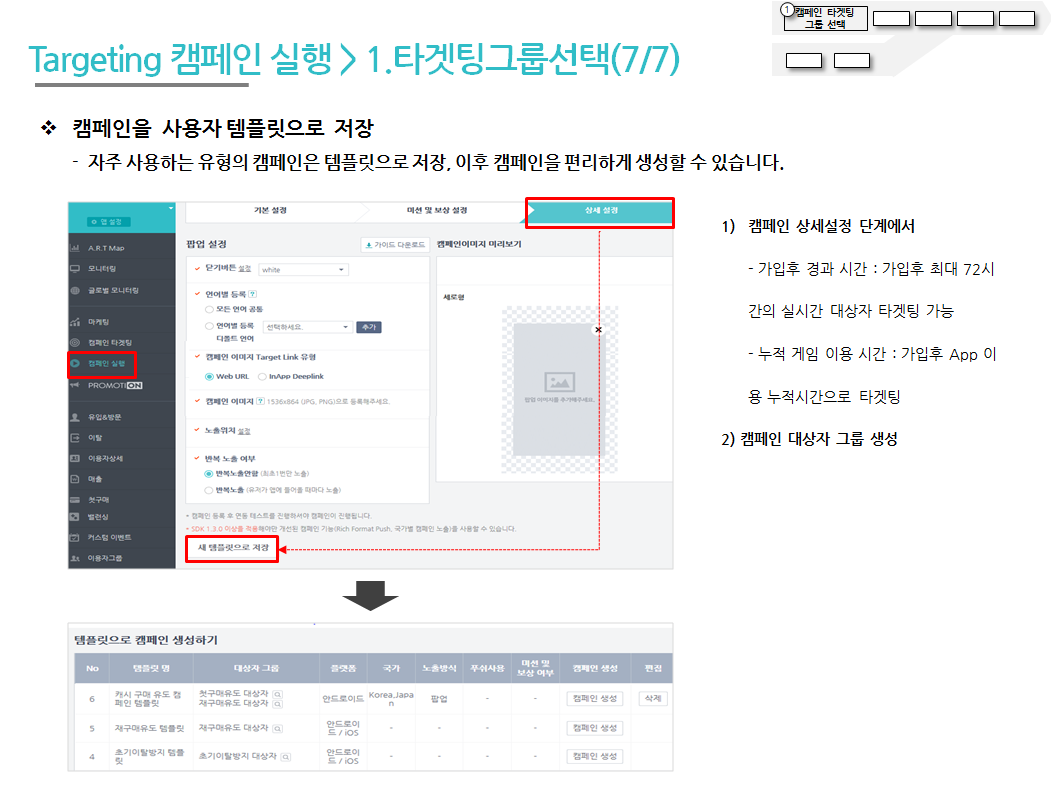 1 캠페인 타겟팅
그룹 선택
Targeting 캠페인 실행 > 1.타겟팅그룹선택(7/7)
❖ 캠페인을 사용자 템플릿으로 저장
- 자주 사용하는 유형의 캠페인은 템플릿으로 저장, 이후 캠페인을 편리하게 생성할 수 있습니다.
앱 설정
A.R.T Map
모니터링
글로벌 모니터링
마케팅
캠페인 타겟팅
캠페인 실행
PROMOTION
유입&방문
이탈
이용자상세
매출
첫구매
밸런싱
커스텀 이벤트
이용자그룹
기본 설정 미션 및 보상 설정 상세 설정
팝업 설정 가이드 다운로드
닫기버튼 설정 white
언어별 등록 ?
모든 언어 공통
언어별 등록 선택하세요. 추가
디폴트 언어
캠페인 이미지 Target Link 유형
Web URL InApp Deeplink
캠페인 이미지 ? 1536x864 (JPG, PNG)으로 등록해주세요.
노출위치 설정
반복 노출 여부
반복노출안함 (최초1번만 노출)
반복노출 (유저가 앱에 들어올 때마다 노출)
캠페인이미지 미리보기
세로형
팝업 이미지를 추가해주세요.
• 캠페인 등록 후 연동 테스트를 진행하셔야 캠페인이 진행됩니다.
• SDK 1.3.0 이상을 적용해야만 개선된 캠페인 기능(Rich Format Push, 국가별 캠페인 노출)을 사용할 수 있습니다.
새 템플릿으로 저장
1) 캠페인 상세설정 단계에서
- 가입후 경과 시간 : 가입후 최대 72시
간의 실시간 대상자 타겟팅 가능
- 누적 게임 이용 시간 : 가입후 App 이
용 누적시간으로 타겟팅
2) 캠페인 대상자 그룹 생성
템플릿으로 캠페인 생성하기
No 템플릿 명 대상자 그룹 플랫폼 국가 노출방식 푸쉬사용 미션 및 보상 여부 캠페인 생성 편집
6 캐시 구매 유도 캠 첫구매유도 대상자 안드로이드 Korea,Japa 팝업 - - 캠페인 생성 삭제
페인 템플릿 재구매유도 대상자 n
5 재구매유도 템플릿 재구매유도 대상자 안드로이 - - - - 캠페인 생성
드 / iOS
4 초기이탈방지 템플 초기이탈방지 대상자 안드로이 - - - - 캠페인 생성
릿 드 / iOS